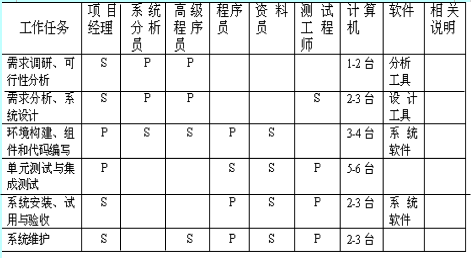 工作任务 项目经理 系统分析员 高级程序员 程序员 资料员 测试工程师 计算机 软件 相关说明
需求调研、可行性分析 S P P 1-2台 分析工具
需求分析、系统设计 S P P S 2-3台 设计工具
环境构建、组件和代码编写 P S S P S 3-4台 系统软件
单元测试与集成测试 P S S P 5-6台
系统安装、试用与验收 S P S P 2-3台 系统软件
系统维护 S S P S P 2-3台